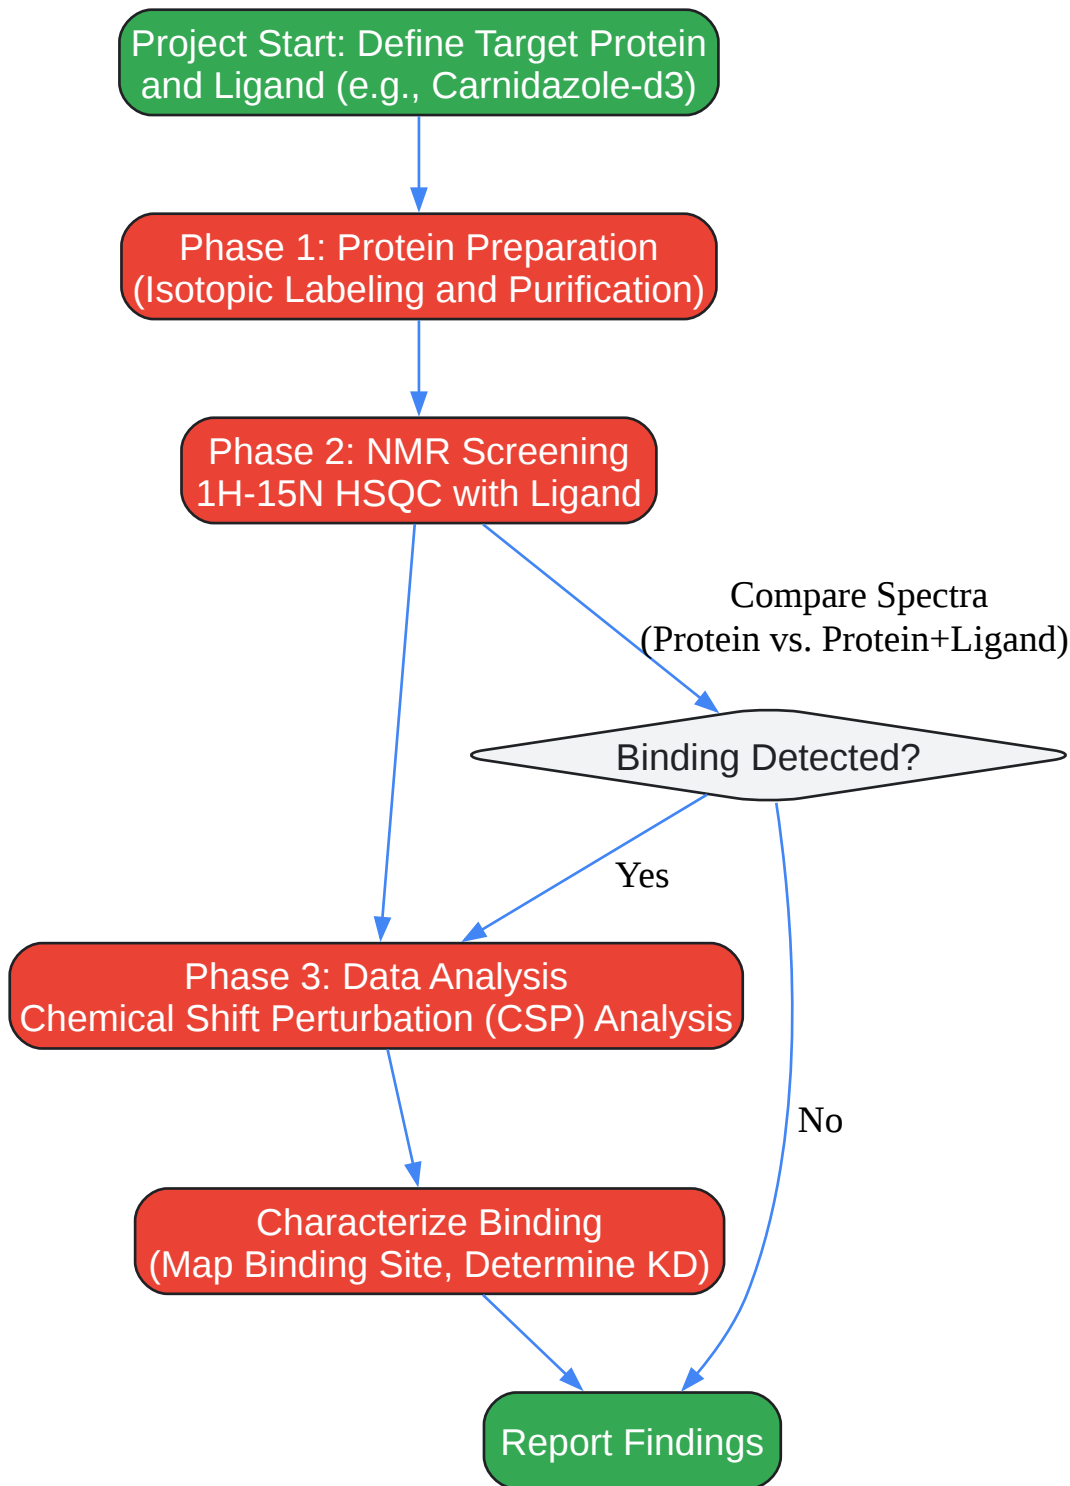 Project Start: Define Target Protein
and Ligand (e.g., Carnidazole-d3)
Phase 1: Protein Preparation
(Isotopic Labeling and Purification)
Phase 2: NMR Screening
1H-15N HSQC with Ligand
Compare Spectra
(Protein vs. Protein+Ligand)
Binding Detected?
Yes
Phase 3: Data Analysis
Chemical Shift Perturbation (CSP) Analysis
No
Characterize Binding
(Map Binding Site, Determine KD)
Report Findings